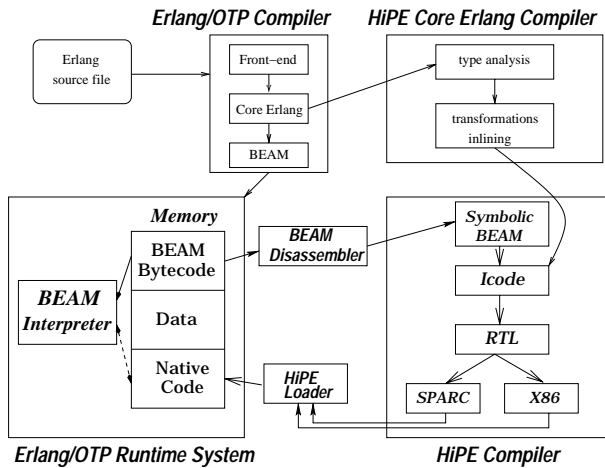 Erlang/OTP Compiler
HiPE Core Erlang Compiler
Erlang
source file
Front−end
Core Erlang
BEAM
type analysis
transformations
inlining
Memory
BEAM
Bytecode
Data
Native
Code
BEAM
Interpreter
BEAM
Disassembler
Symbolic
BEAM
Icode
RTL
SPARC
X86
HiPE
Loader
Erlang/OTP Runtime System
HiPE Compiler